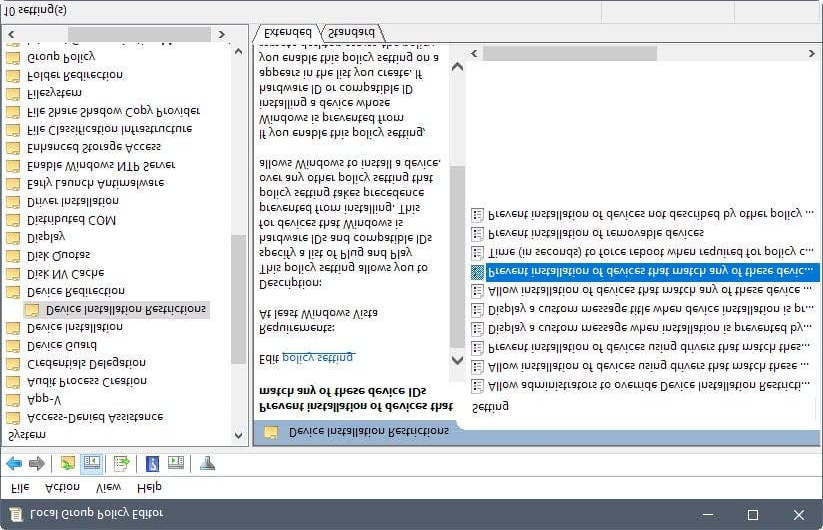 Local Group Policy Editor
File Action View Help
System
Access-Denied Assistance
App-V
Audit Process Creation
Credentials Delegation
Device Guard
Device Installation
Device Installation Restrictions
Device Redirection
Disk NV Cache
Disk Quotas
Display
Distributed COM
Driver Installation
Early Launch Antimalware
Enable Windows NTP Server
Enhanced Storage Access
File Classification Infrastructure
File Share Shadow Copy Provider
Filesystem
Folder Redirection
Group Policy
Device Installation Restrictions
Prevent installation of devices that
match any of these device IDs
Edit policy setting
Requirements:
At least Windows Vista
Description:
This policy setting allows you to
specify a list of Plug and Play
hardware IDs and compatible IDs
for devices that Windows is
prevented from installing. This
policy setting takes precedence
over any other policy setting that
allows Windows to install a device.
If you enable this policy setting,
Windows is prevented from
installing a device whose
hardware ID or compatible ID
appears in the list you create. If
you enable this policy setting on a
Setting
Allow administrators to override Device Installation Restricti...
Allow installation of devices using drivers that match these ...
Prevent installation of devices using drivers that match thes...
Display a custom message when installation is prevented by...
Display a custom message title when device installation is pr...
Allow installation of devices that match any of these device ...
Prevent installation of devices that match any of these devic...
Time (in seconds) to force reboot when required for policy c...
Prevent installation of removable devices
Prevent installation of devices not described by other policy ...
Extended Standard
10 setting(s)